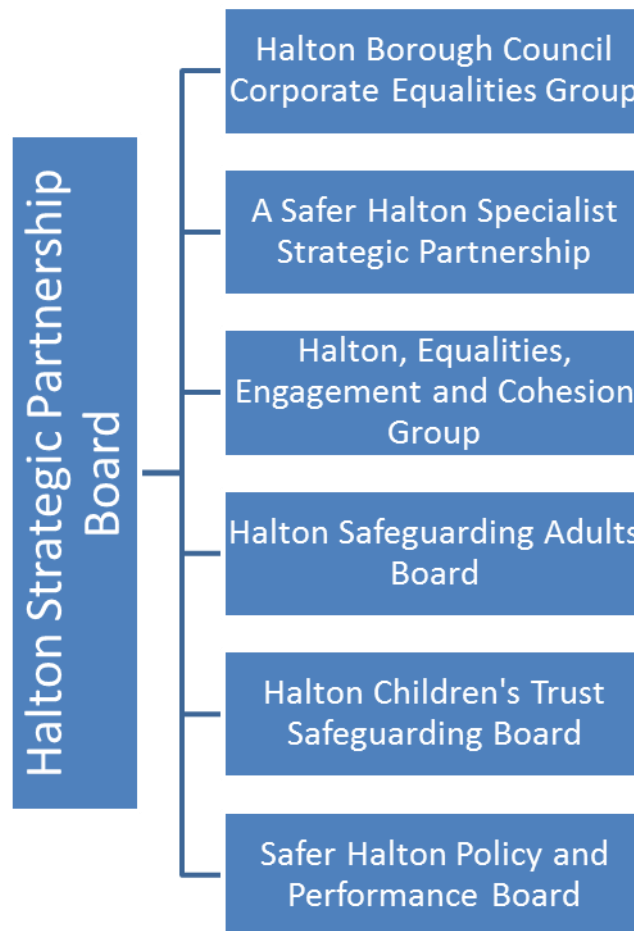 Halton Strategic Partnership
Board
Halton Borough Council
Corporate Equalities Group
A Safer Halton Specialist
Strategic Partnership
Halton, Equalities,
Engagement and Cohesion
Group
Halton Safeguarding Adults
Board
Halton Children's Trust
Safeguarding Board
Safer Halton Policy and
Performance Board